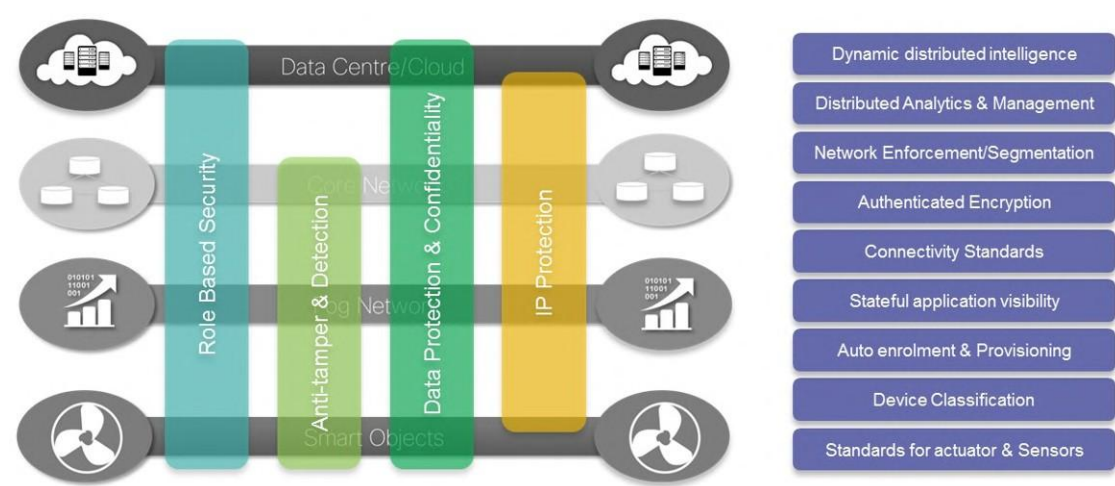 Data Centre/Cloud
Core Network
Fog Network
Smart Objects
Role Based Security
Anti-tamper & Detection
Data Protection & Confidentiality
IP Protection
010101
11001
001
010101
11001
001
Dynamic distributed intelligence
Distributed Analytics & Management
Network Enforcement/Segmentation
Authenticated Encryption
Connectivity Standards
Stateful application visibility
Auto enrolment & Provisioning
Device Classification
Standards for actuator & Sensors